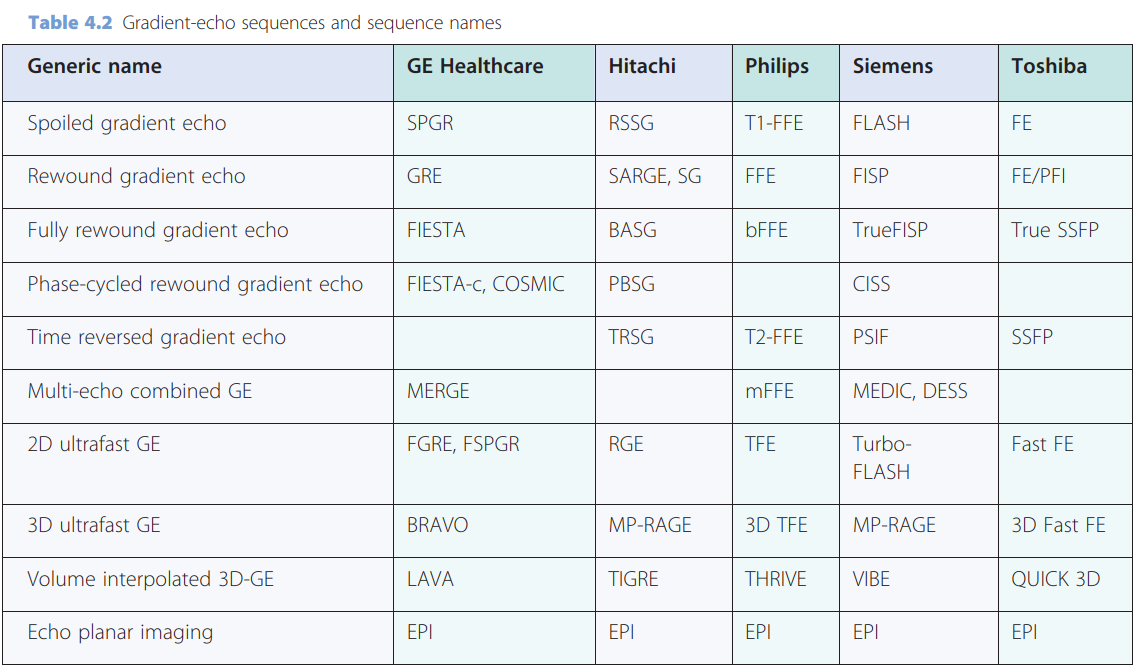 Table 4.2 Gradient-echo sequences and sequence names
Generic name GE Healthcare Hitachi Philips Siemens Toshiba
Spoiled gradient echo SPGR RSSG T1-FFE FLASH FE
Rewound gradient echo GRE SARGE, SG FFE FISP FE/PFI
Fully rewound gradient echo FIESTA BASG bFFE TrueFISP True SSFP
Phase-cycled rewound gradient echo FIESTA-c, COSMIC PBSG CISS
Time reversed gradient echo TRSG T2-FFE PSIF SSFP
Multi-echo combined GE MERGE mFFE MEDIC, DESS
2D ultrafast GE FGRE, FSPGR RGE TFE Turbo- Fast FE
FLASH
3D ultrafast GE BRAVO MP-RAGE 3D TFE MP-RAGE 3D Fast FE
Volume interpolated 3D-GE LAVA TIGRE THRIVE VIBE QUICK 3D
Echo planar imaging EPI EPI EPI EPI EPI